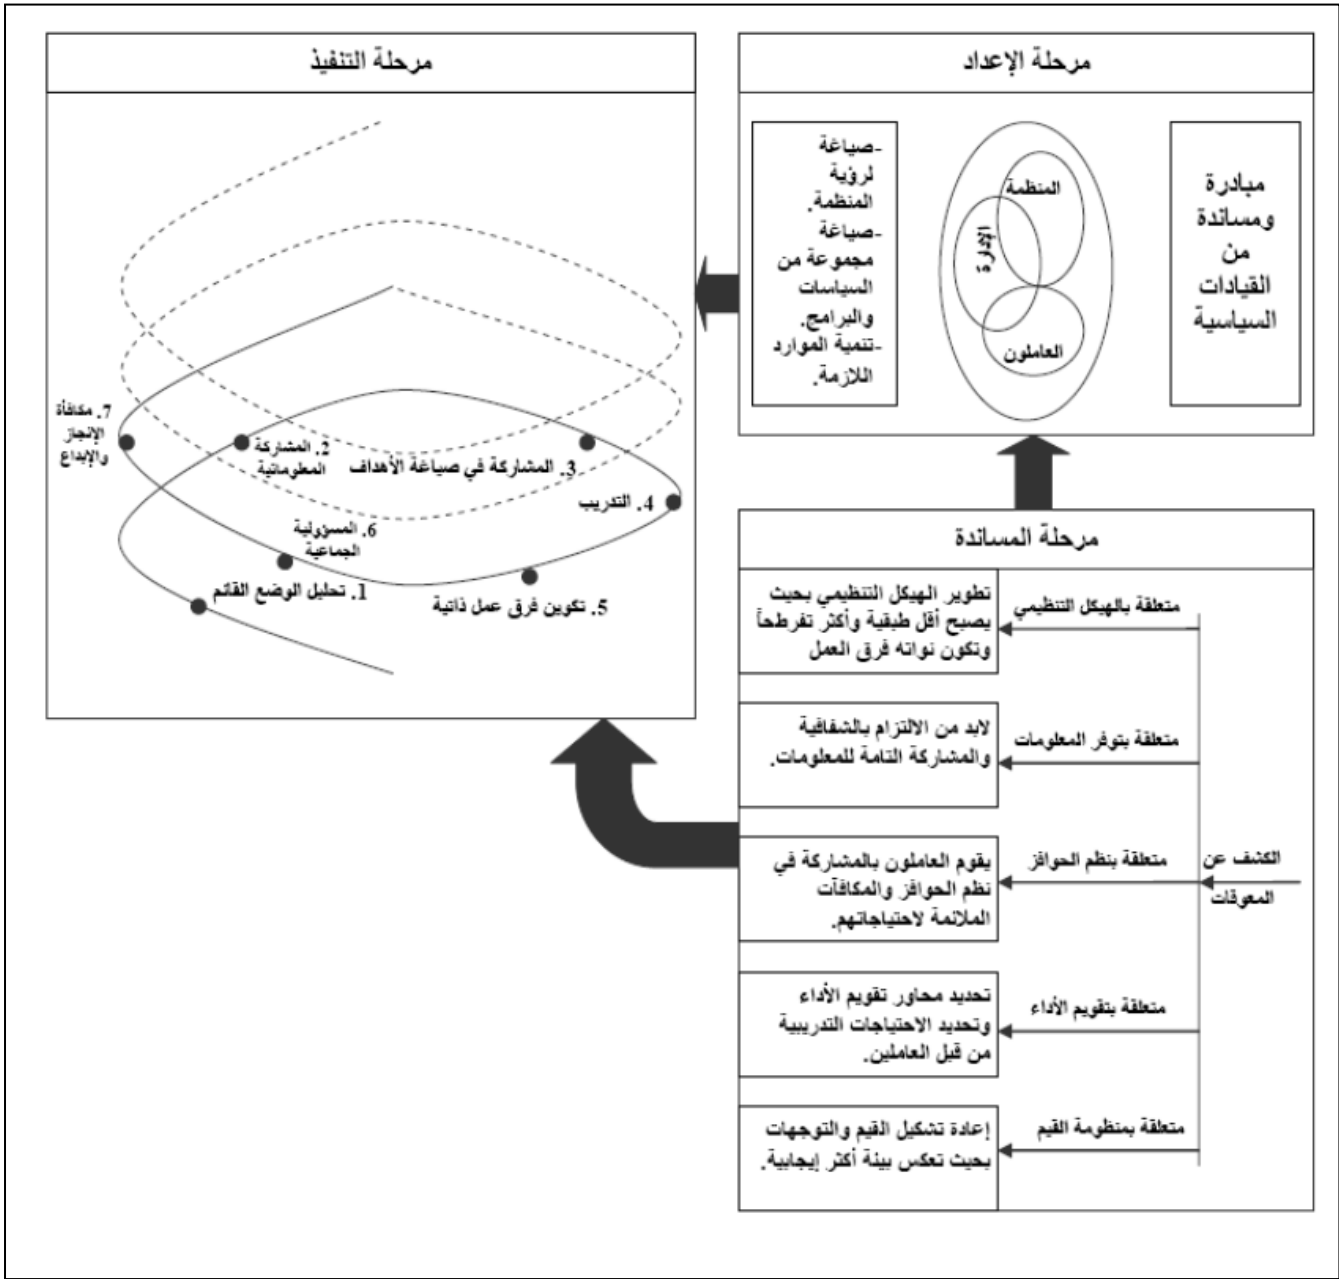 مرحلة الإعداد
مبادرة
ومساندة
من
القيادات
السياسية
المنظمة
الإدارة
العاملون
-صياغة
لرؤية
المنظمة.
-صياغة
مجموعة من
السياسات
والبرامج.
-تنمية الموارد
اللازمة.
مرحلة التنفيذ
7. مكافأة
الإنجاز
والإبداع
2. المشاركة
المعلوماتية
3. المشاركة في صياغة الأهداف
4. التدريب
6. المسؤولية
الجماعية
1. تحليل الوضع القائم
5. تكوين فرق عمل ذاتية
مرحلة المساندة
الكشف عن
المعوقات
متعلقة بالهيكل التنظيمي
تطوير الهيكل التنظيمي بحيث
يصبح أقل طبقية وأكثر تفرطحاً
وتكون نواته فرق العمل
متعلقة بتوفر المعلومات
لابد من الالتزام بالشفافية
والمشاركة التامة للمعلومات.
متعلقة بنظم الحوافز
يقوم العاملون بالمشاركة في
نظم الحوافز والمكافآت
الملائمة لاحتياجاتهم.
متعلقة بتقويم الأداء
تحديد محاور تقويم الأداء
وتحديد الاحتياجات التدريبية
من قبل العاملين.
متعلقة بمنظومة القيم
إعادة تشكيل القيم والتوجهات
بحيث تعكس بيئة أكثر إيجابية.